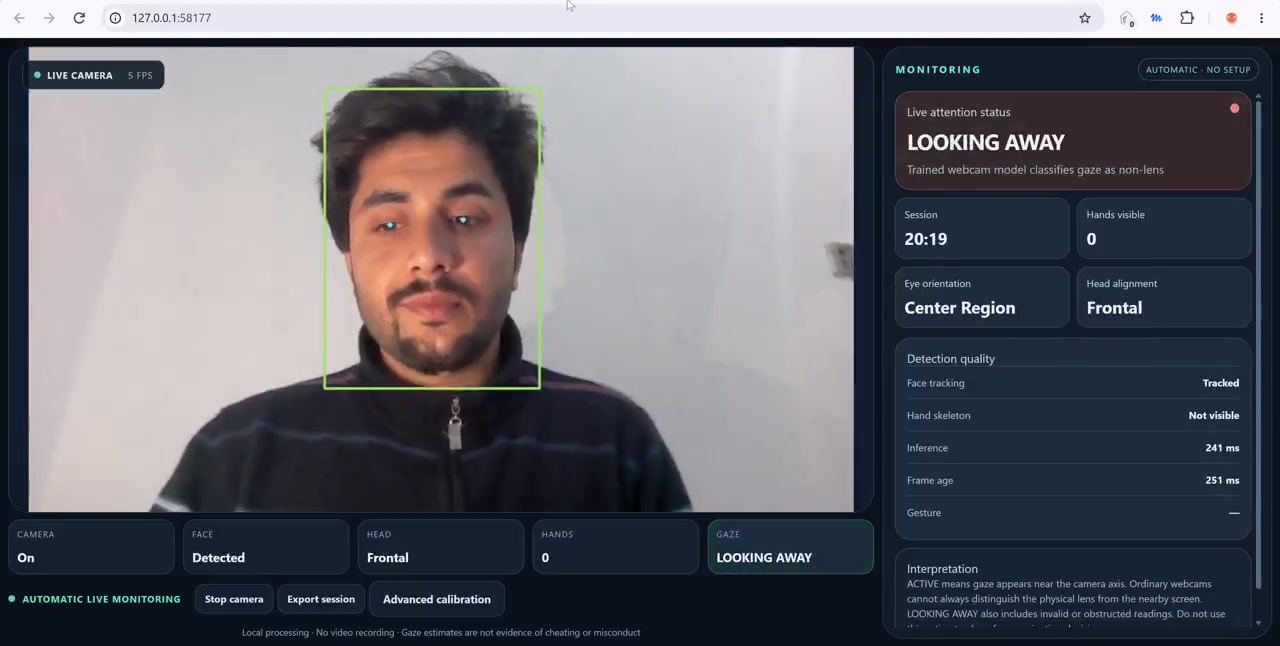 127.0.0.1:58177
0
LIVE CAMERA 5 FPS
MONITORING
AUTOMATIC · NO SETUP
Live attention status
LOOKING AWAY
Trained webcam model classifies gaze as non-lens
Session
20:19
Hands visible
0
Eye orientation
Center Region
Head alignment
Frontal
Detection quality
Face tracking Tracked
Hand skeleton Not visible
Inference 241 ms
Frame age 251 ms
Gesture —
Interpretation
ACTIVE means gaze appears near the camera axis. Ordinary webcams
cannot always distinguish the physical lens from the nearby screen.
LOOKING AWAY also includes invalid or obstructed readings. Do not use
CAMERA
On
FACE
Detected
HEAD
Frontal
HANDS
0
GAZE
LOOKING AWAY
AUTOMATIC LIVE MONITORING
Stop camera
Export session
Advanced calibration
Local processing · No video recording · Gaze estimates are not evidence of cheating or misconduct